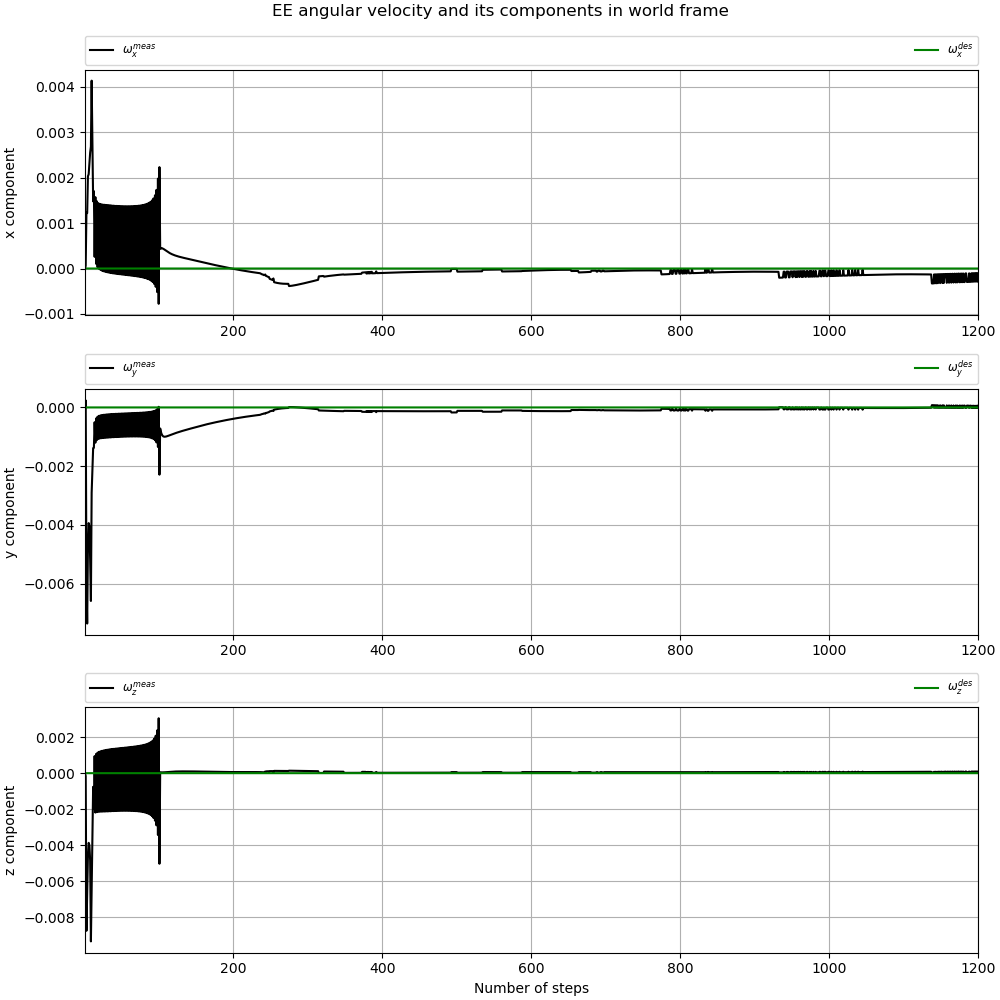 EE angular velocity and its components in world frame
ω_x^meas ω_x^des
0.004
0.003
0.002
0.001
0.000
−0.001
x component
200 400 600 800 1000 1200
ω_y^meas ω_y^des
0.000
−0.002
−0.004
−0.006
y component
200 400 600 800 1000 1200
ω_z^meas ω_z^des
0.002
0.000
−0.002
−0.004
−0.006
−0.008
z component
200 400 600 800 1000 1200
Number of steps